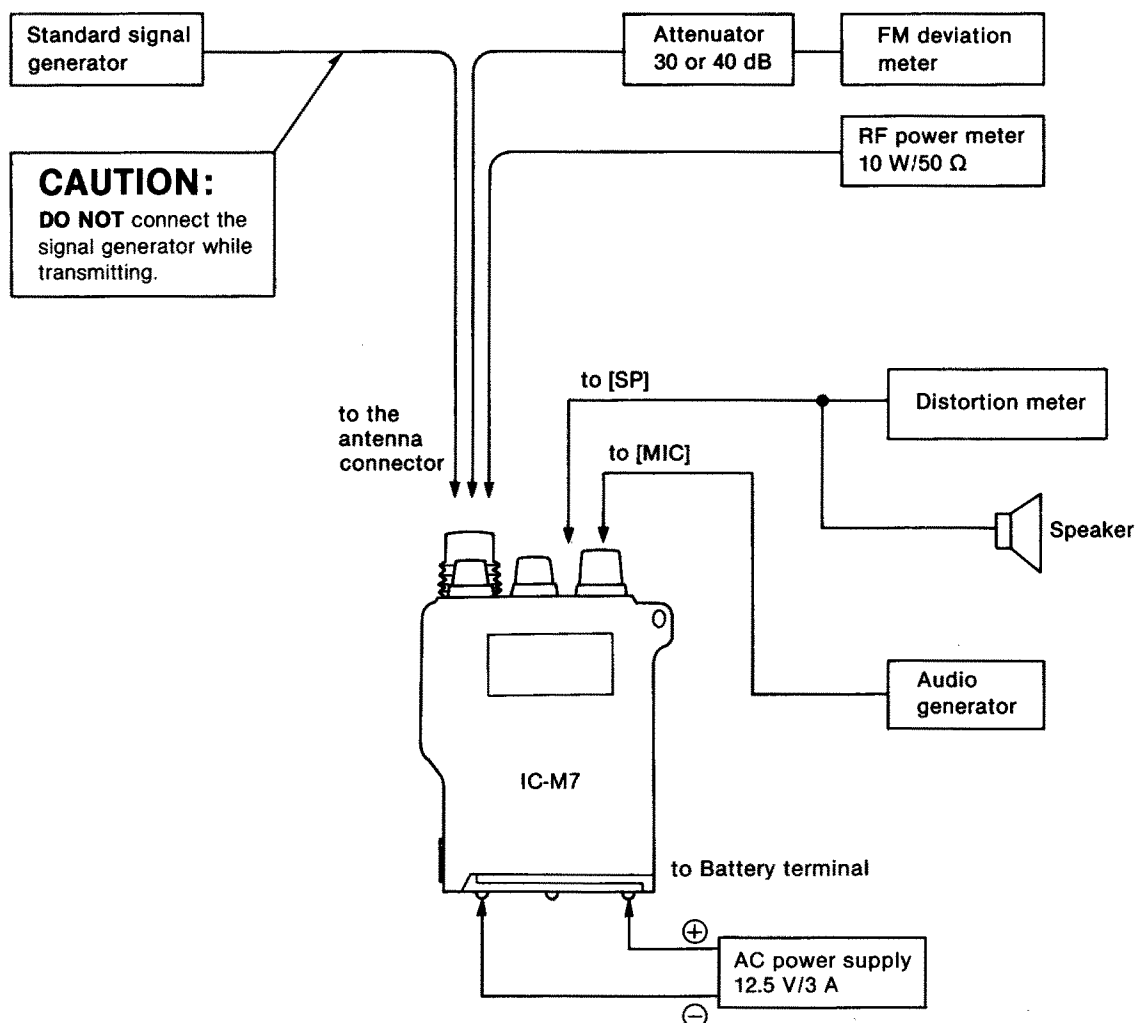 Standard signal
generator
Attenuator
30 or 40 dB
FM deviation
meter
RF power meter
10 W/50 Ω
CAUTION:
DO NOT connect the
signal generator while
transmitting.
to the
antenna
connector
to [SP]
Distortion meter
to [MIC]
Speaker
Audio
generator
IC-M7
to Battery terminal
⊕
AC power supply
12.5 V/3 A
⊖